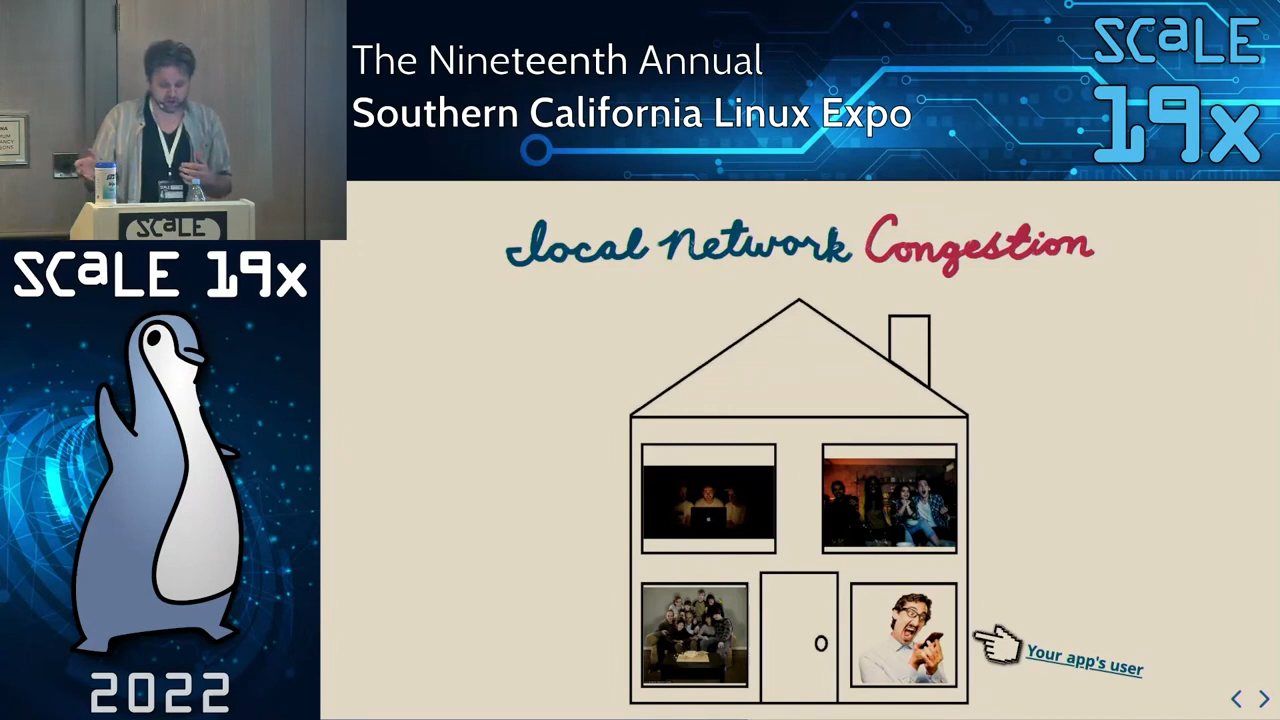 The Nineteenth Annual
Southern California Linux Expo
SCaLE
19x
SCALE
SCaLE 19x
2022
local Network Congestion
Your app's user